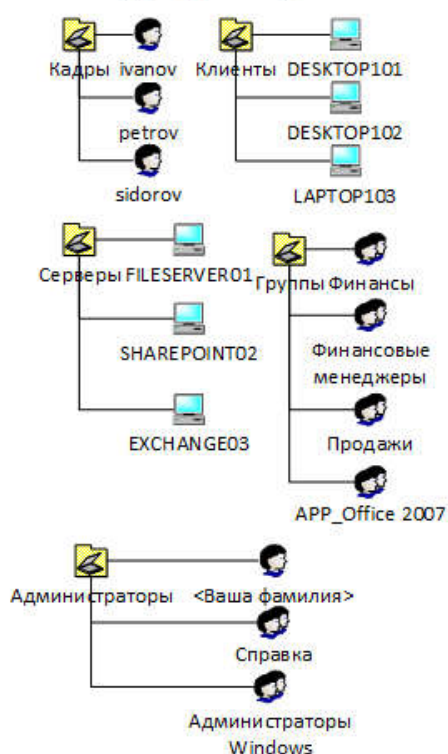 Кадры ivanov
petrov
sidorov
Клиенты DESKTOP101
DESKTOP102
LAPTOP103
Серверы FILESERVER01
SHAREPOINT02
EXCHANGE03
Группы Финансы
Финансовые
менеджеры
Продажи
APP_Office 2007
Администраторы <Ваша фамилия>
Справка
Администраторы
Windows